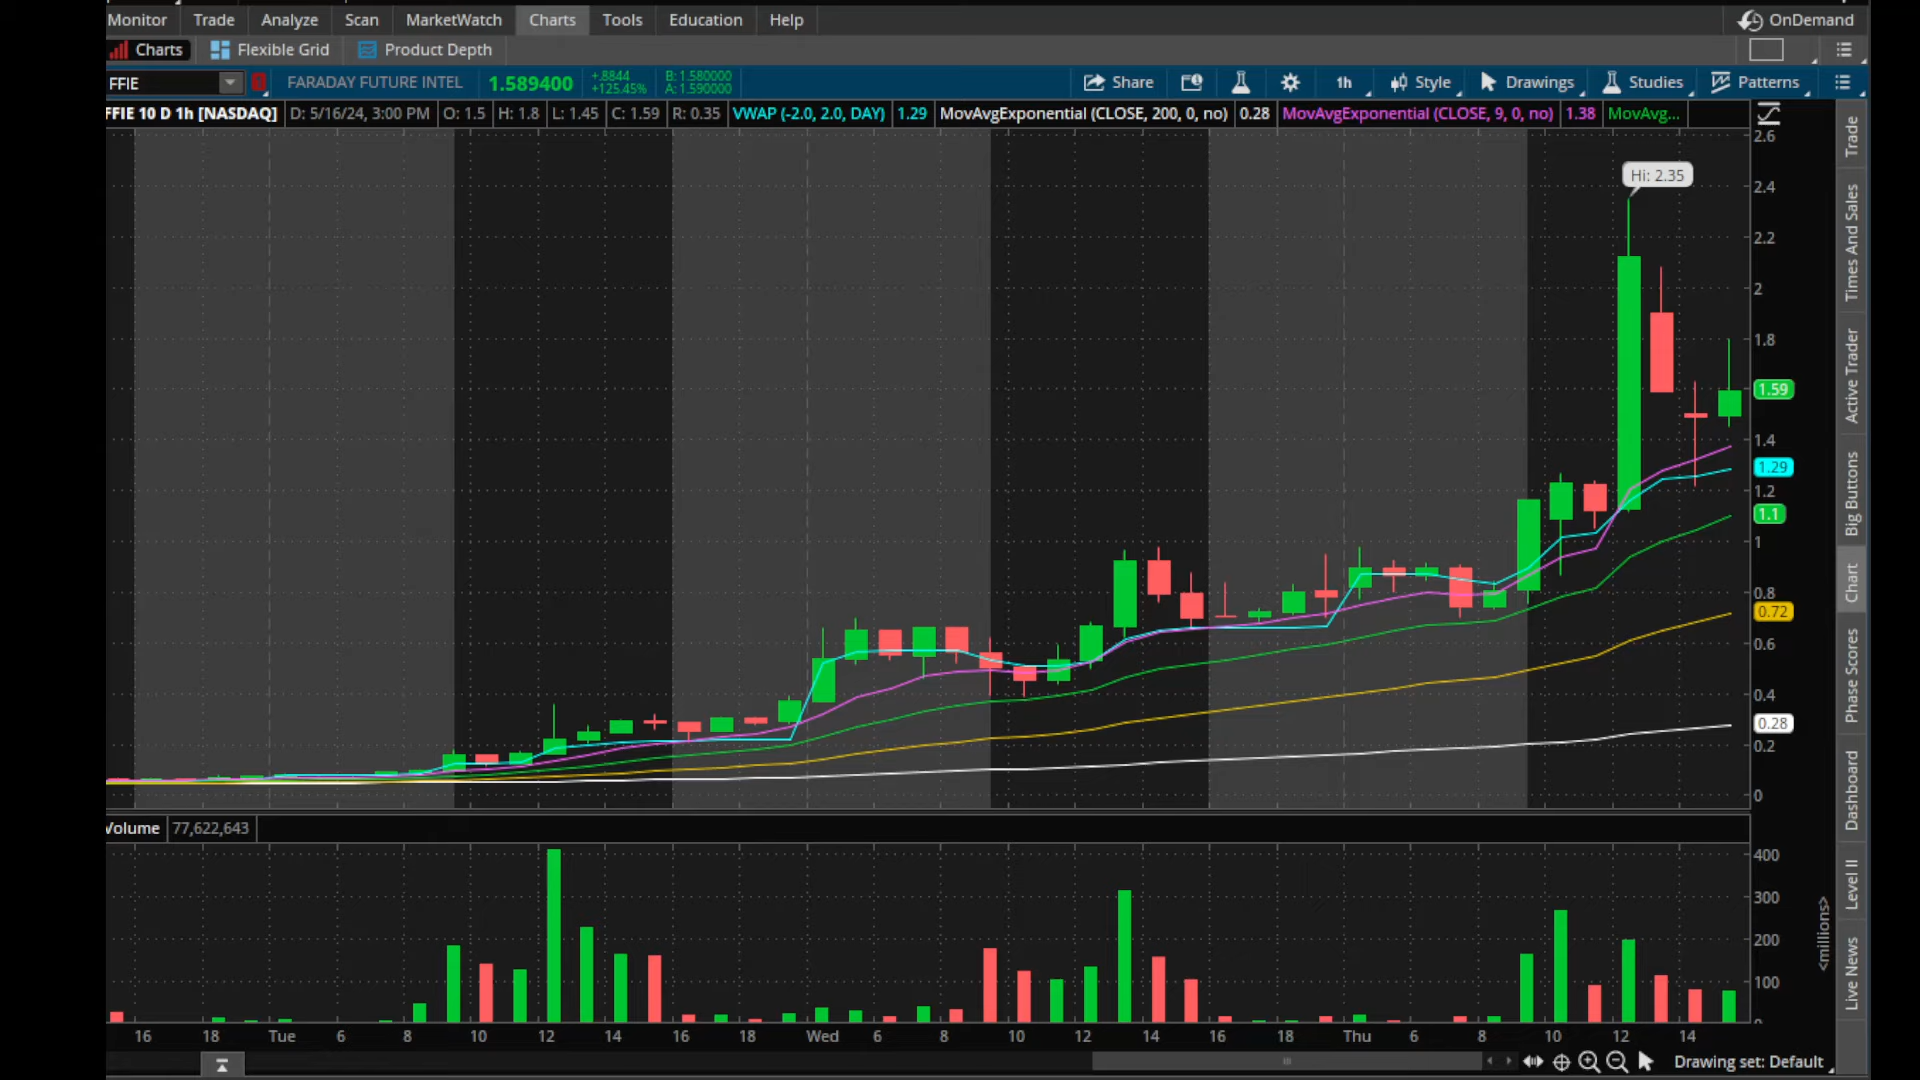 Monitor Trade Analyze Scan MarketWatch Charts Tools Education Help OnDemand
Charts Flexible Grid Product Depth
FFIE FARADAY FUTURE INTEL 1.589400 +.8844 +125.45% B: 1.580000 A: 1.590000 Share 1h Style Drawings Studies Patterns
FFIE 10 D 1h [NASDAQ] D: 5/16/24, 3:00 PM O: 1.5 H: 1.8 L: 1.45 C: 1.59 R: 0.35 VWAP (-2.0, 2.0, DAY) 1.29 MovAvgExponential (CLOSE, 200, 0, no) 0.28 MovAvgExponential (CLOSE, 9, 0, no) 1.38 MovAvg...
2.6
Hi: 2.35
2.4
2.2
2
1.8
1.59
1.4
1.29
1.2
1.1
1
0.8
0.72
0.6
0.4
0.28
0.2
0
Volume 77,622,643
400
300
200
100
0
<millions>
16 18 Tue 6 8 10 12 14 16 18 Wed 6 8 10 12 14 16 18 Thu 6 8 10 12 14
Drawing set: Default
Trade
Times And Sales
Active Trader
Big Buttons
Chart
Phase Scores
Dashboard
Level II
Live News